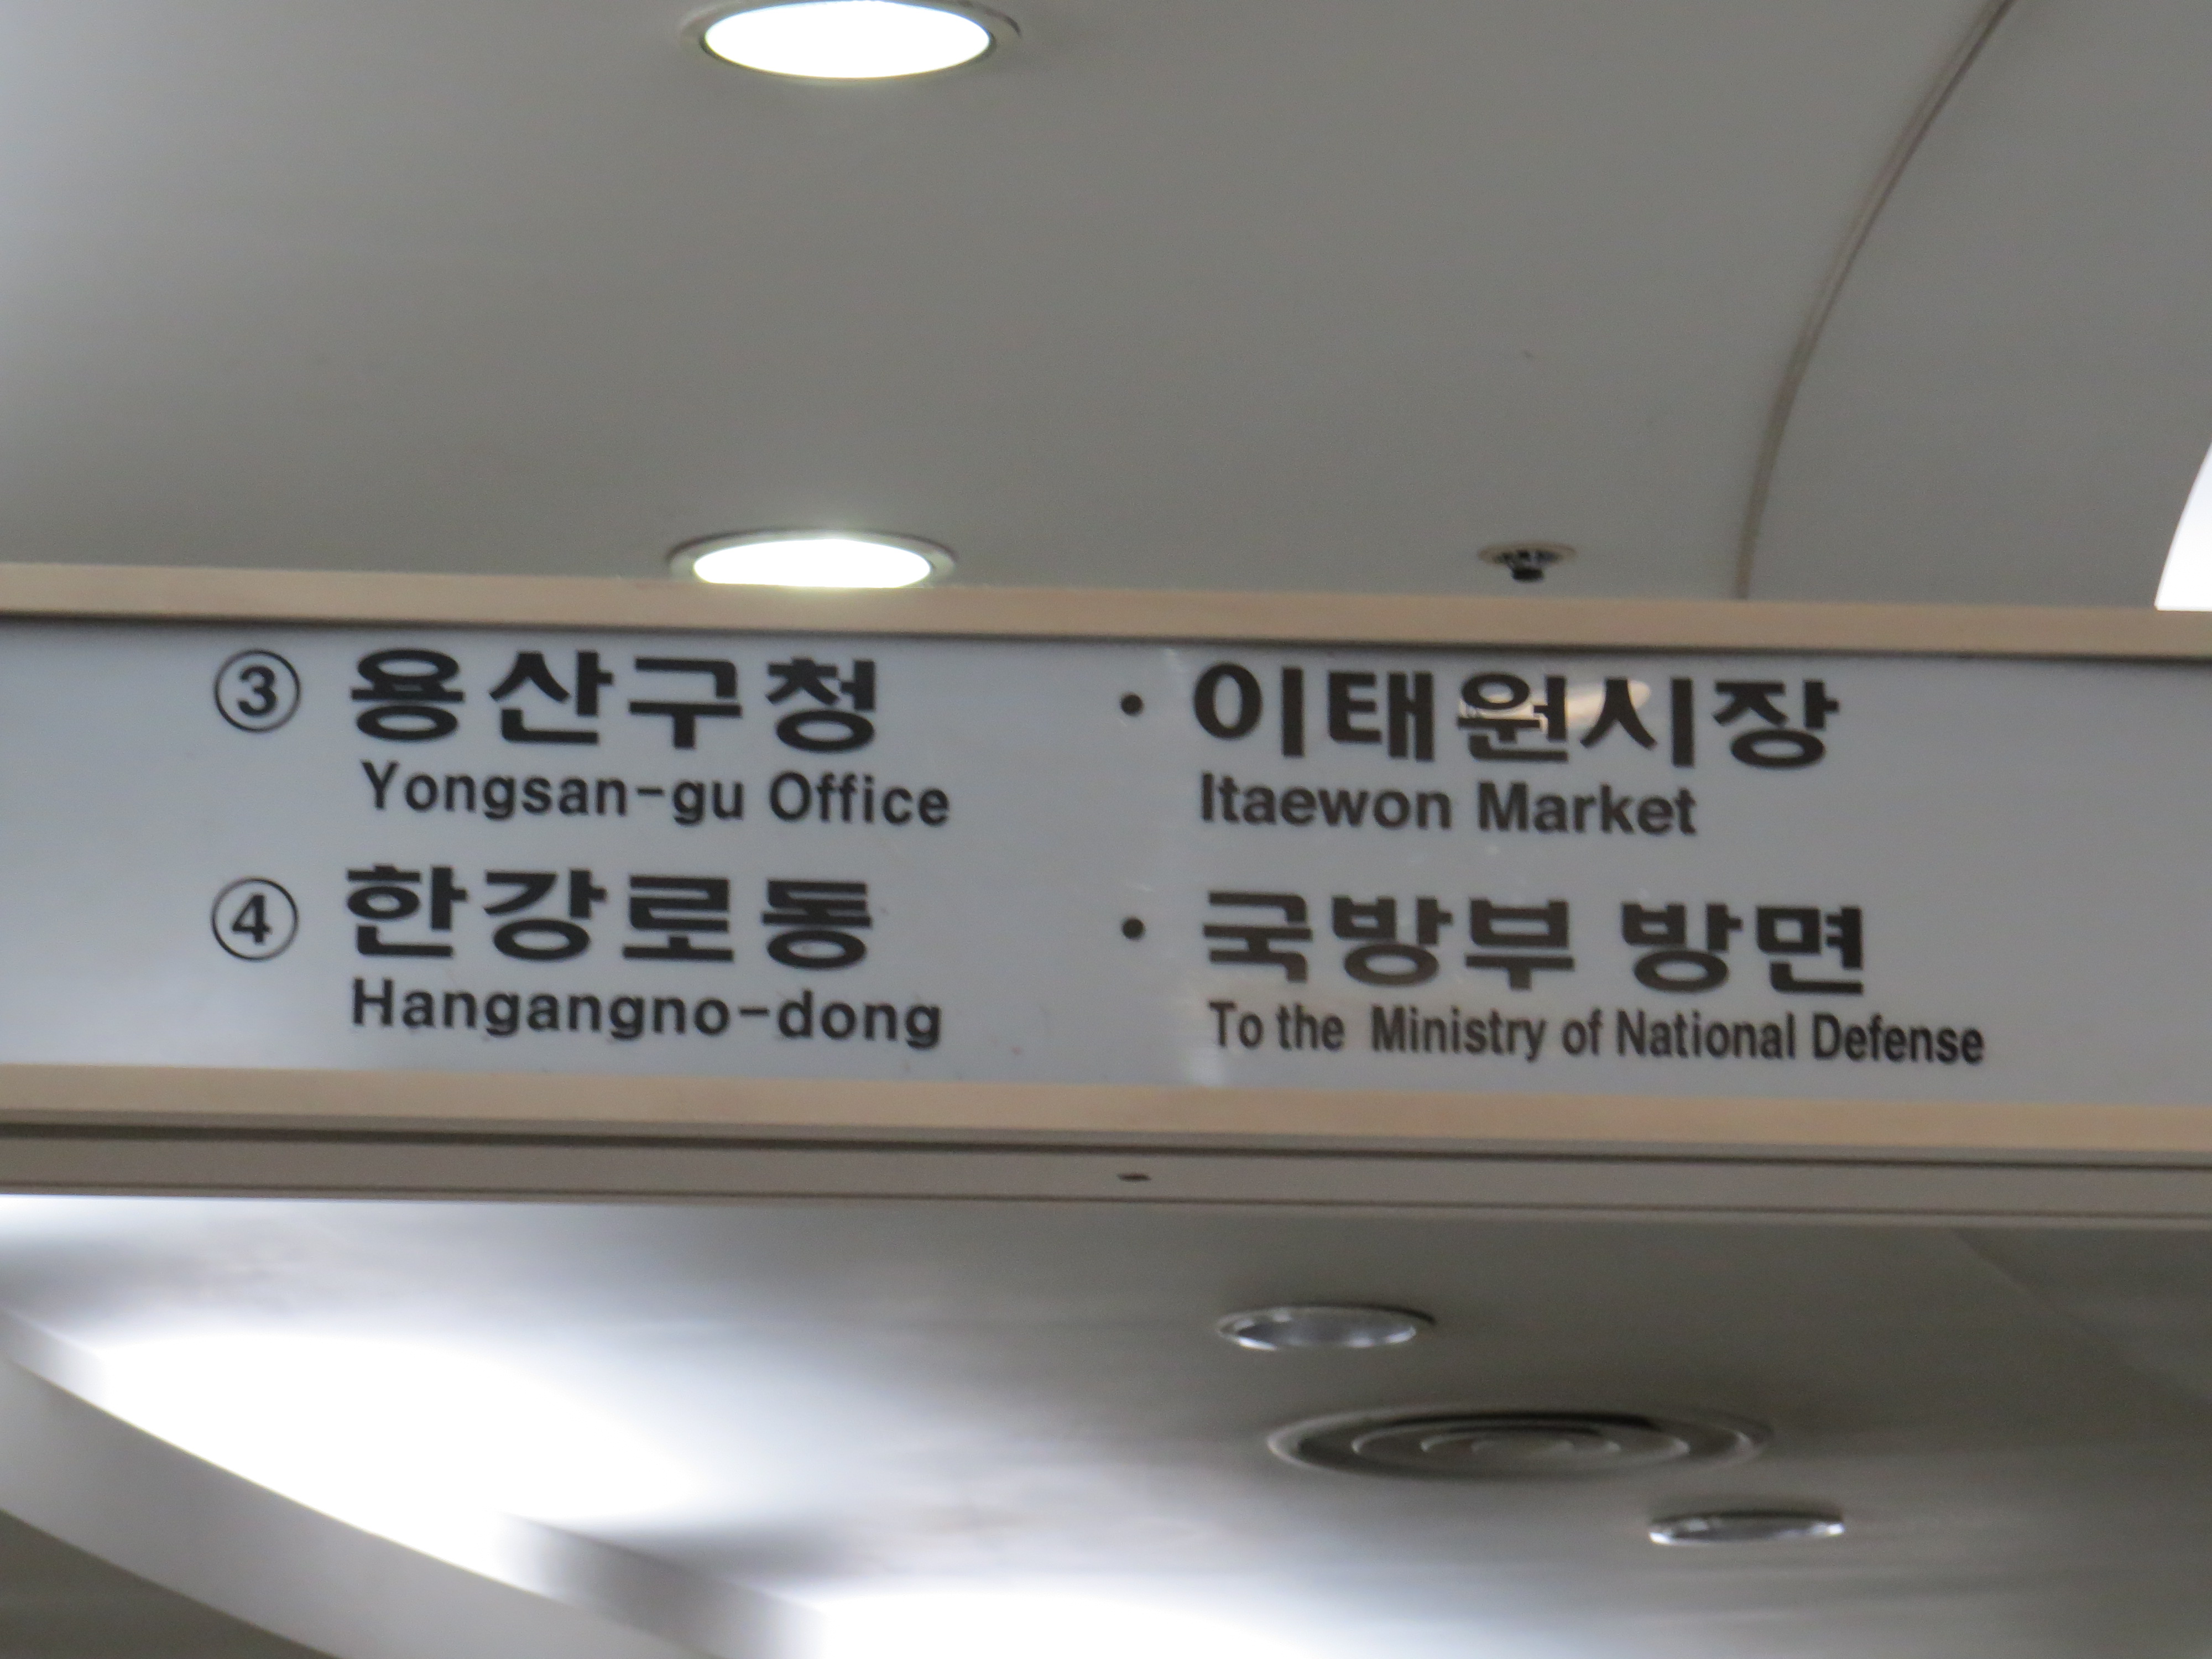 ③ 용산구청 · 이태원시장
Yongsan-gu Office Itaewon Market
④ 한강로동 · 국방부 방면
Hangangno-dong To the Ministry of National Defense